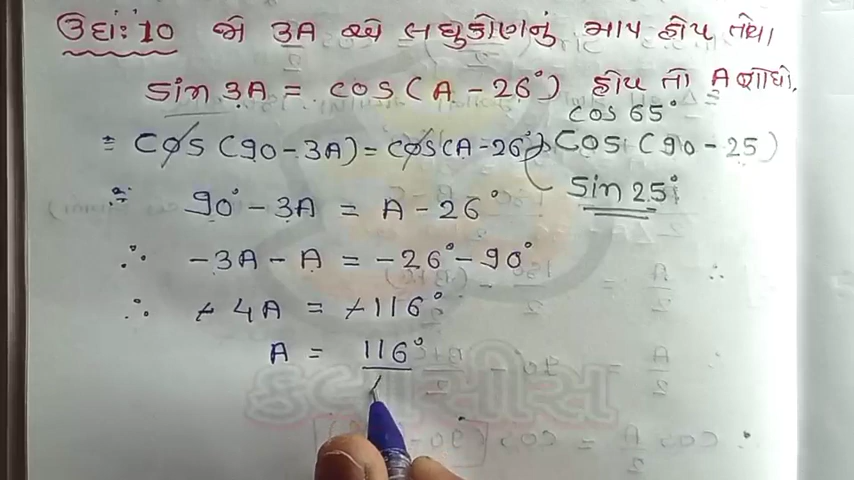 ઉદા: 10 જો 3A એ લઘુકોણનું માપ હોય તથા
sin 3A = cos (A - 26°) હોય તો A શોધો.
cos 65°
= cos (90 - 3A) = cos (A - 26°) cos (90 - 25)
sin 25°
∴ 90° - 3A = A - 26°
∴ -3A - A = -26° - 90°
∴ -4A = -116°
A = 116°
કલાસીસ